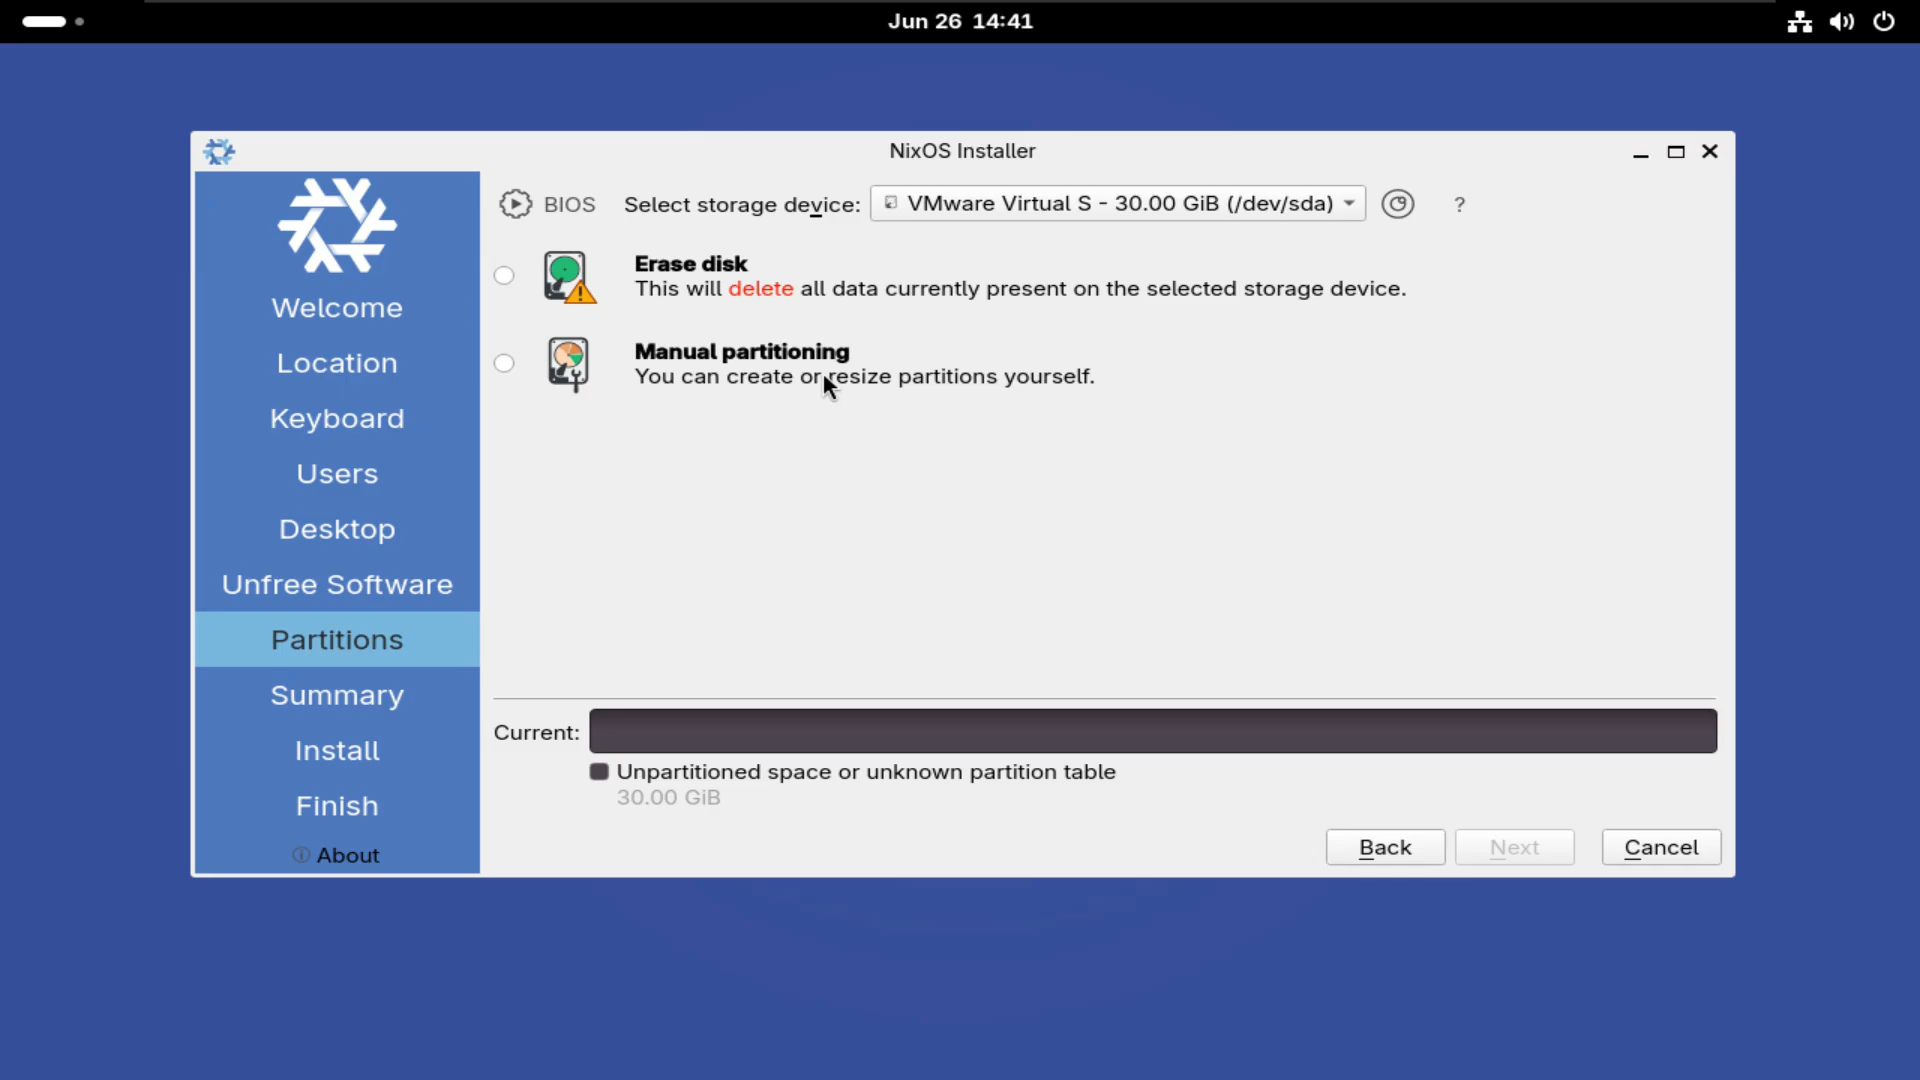 Jun 26 14:41
NixOS Installer
Welcome
Location
Keyboard
Users
Desktop
Unfree Software
Partitions
Summary
Install
Finish
About
BIOS
Select storage device:
VMware Virtual S - 30.00 GiB (/dev/sda)
?
Erase disk
This will delete all data currently present on the selected storage device.
Manual partitioning
You can create or resize partitions yourself.
Current:
Unpartitioned space or unknown partition table
30.00 GiB
Back
Next
Cancel